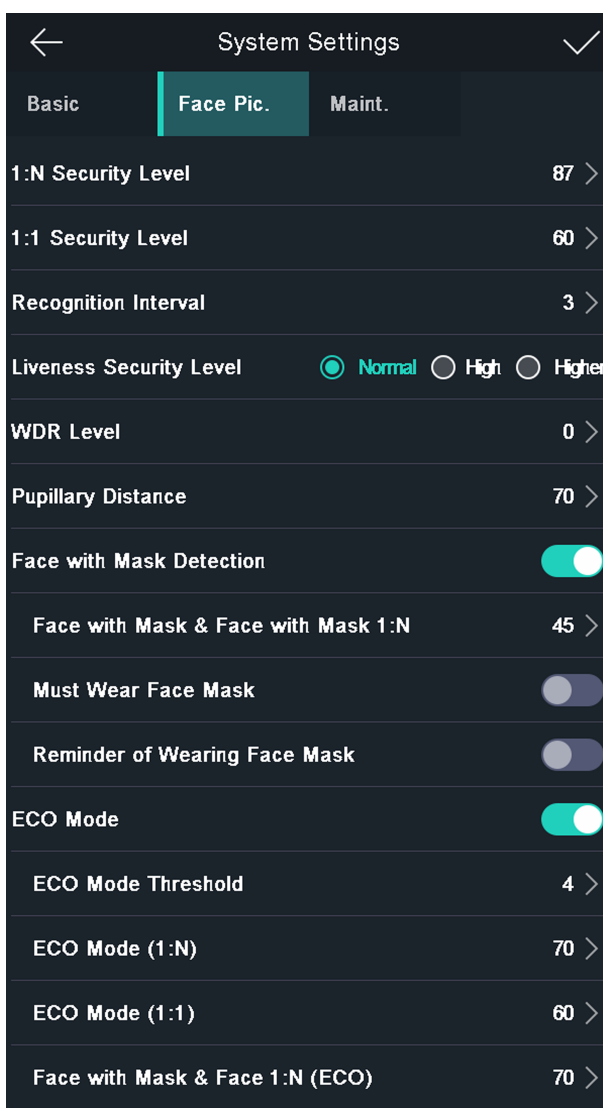 System Settings
Basic Face Pic. Maint.
1:N Security Level 87
1:1 Security Level 60
Recognition Interval 3
Liveness Security Level Normal High Higher
WDR Level 0
Pupillary Distance 70
Face with Mask Detection
Face with Mask & Face with Mask 1:N 45
Must Wear Face Mask
Reminder of Wearing Face Mask
ECO Mode
ECO Mode Threshold 4
ECO Mode (1:N) 70
ECO Mode (1:1) 60
Face with Mask & Face 1:N (ECO) 70